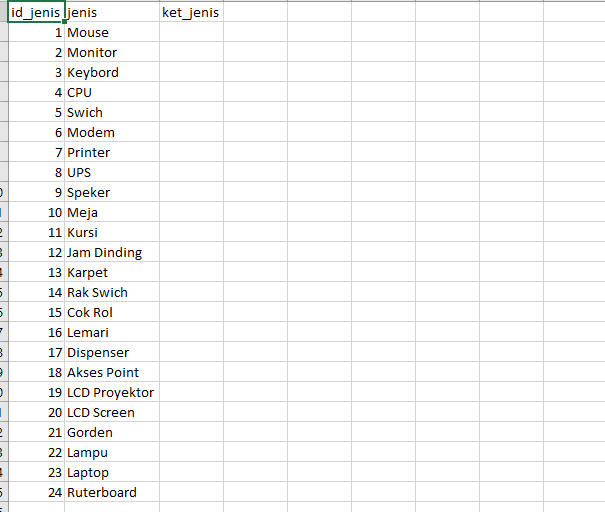 id_jenis jenis ket_jenis
1 Mouse
2 Monitor
3 Keybord
4 CPU
5 Swich
6 Modem
7 Printer
8 UPS
9 Speker
10 Meja
11 Kursi
12 Jam Dinding
13 Karpet
14 Rak Swich
15 Cok Rol
16 Lemari
17 Dispenser
18 Akses Point
19 LCD Proyektor
20 LCD Screen
21 Gorden
22 Lampu
23 Laptop
24 Ruterboard